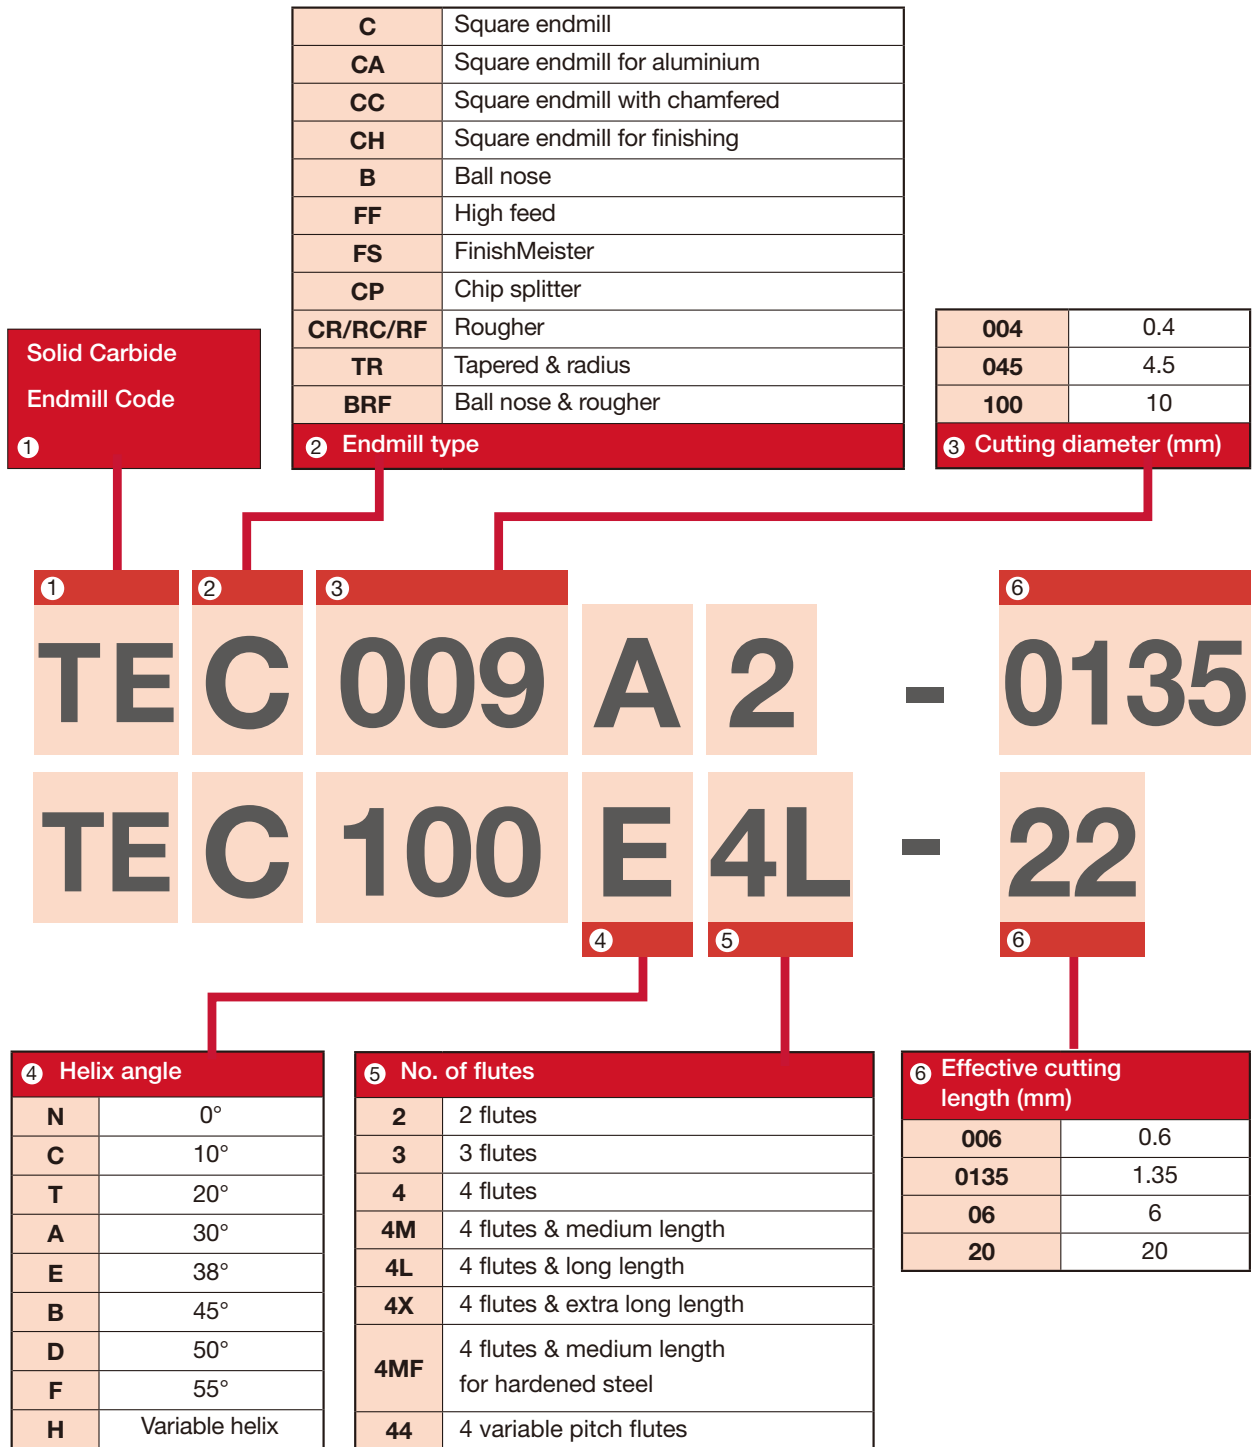 C Square endmill
CA Square endmill for aluminium
CC Square endmill with chamfered
CH Square endmill for finishing
B Ball nose
FF High feed
FS FinishMeister
CP Chip splitter
CR/RC/RF Rougher
TR Tapered & radius
BRF Ball nose & rougher
② Endmill type
Solid Carbide
Endmill Code
①
004 0.4
045 4.5
100 10
③ Cutting diameter (mm)
① ② ③ ⑥
TE C 009 A 2 - 0135
TE C 100 E 4L - 22
④ ⑤ ⑥
④ Helix angle
N 0°
C 10°
T 20°
A 30°
E 38°
B 45°
D 50°
F 55°
H Variable helix
⑤ No. of flutes
2 2 flutes
3 3 flutes
4 4 flutes
4M 4 flutes & medium length
4L 4 flutes & long length
4X 4 flutes & extra long length
4MF 4 flutes & medium length
for hardened steel
44 4 variable pitch flutes
⑥ Effective cutting
length (mm)
006 0.6
0135 1.35
06 6
20 20